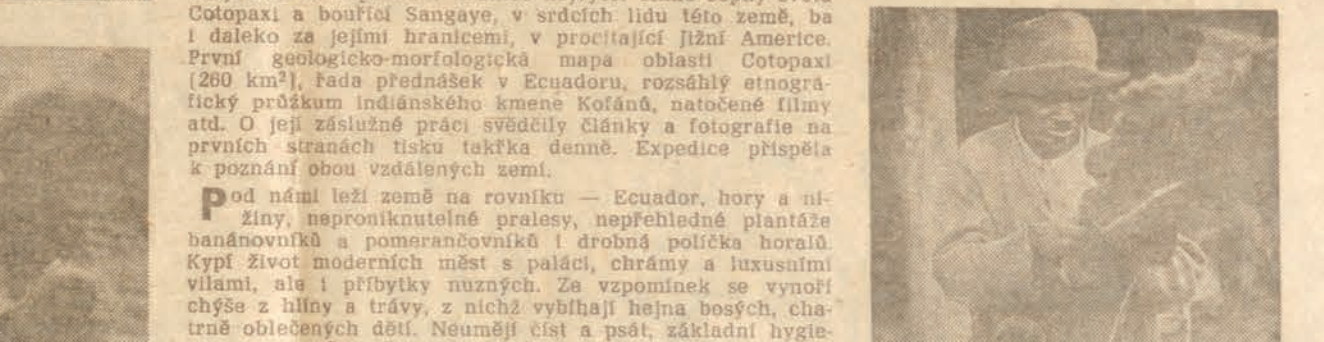 Cotopaxi a bouřící Sangaye, v srdcích lidu této země, ba
i daleko za jejími hranicemi, v procitající Jižní Americe.
První geologicko-morfologická mapa oblasti Cotopaxi
(260 km²), řada přednášek v Ecuadoru, rozsáhlý etnogra-
fický průzkum indiánského kmene Kofánů, natočené filmy
atd. O její záslužné práci svědčily články a fotografie na
prvních stranách tisku takřka denně. Expedice přispěla
k poznání obou vzdálených zemí.
Pod námi leží země na rovníku — Ecuador, hory a ni-
žiny, neproniknutelné pralesy, nepřehledné plantáže
banánovníků a pomerančovníků i drobná políčka horalů.
Kypí život moderních měst s paláci, chrámy a luxusními
vilami, ale i příbytky nuzných. Ze vzpomínek se vynoří
chýše z hlíny a trávy, z nichž vybíhají hejna bosých, cha-
trně oblečených dětí. Neumějí číst a psát, základní hygie-